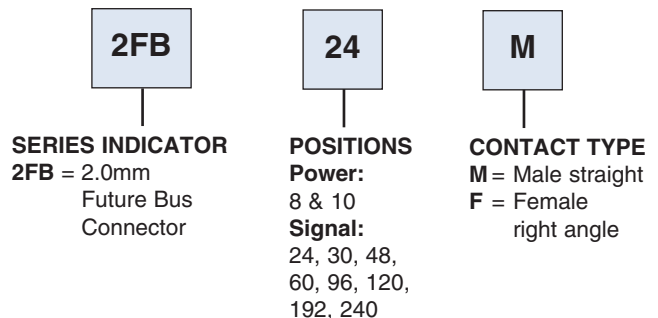 2FB
24
M
SERIES INDICATOR
2FB = 2.0mm
Future Bus
Connector
POSITIONS
Power:
8 & 10
Signal:
24, 30, 48,
60, 96, 120,
192, 240
CONTACT TYPE
M = Male straight
F = Female
right angle